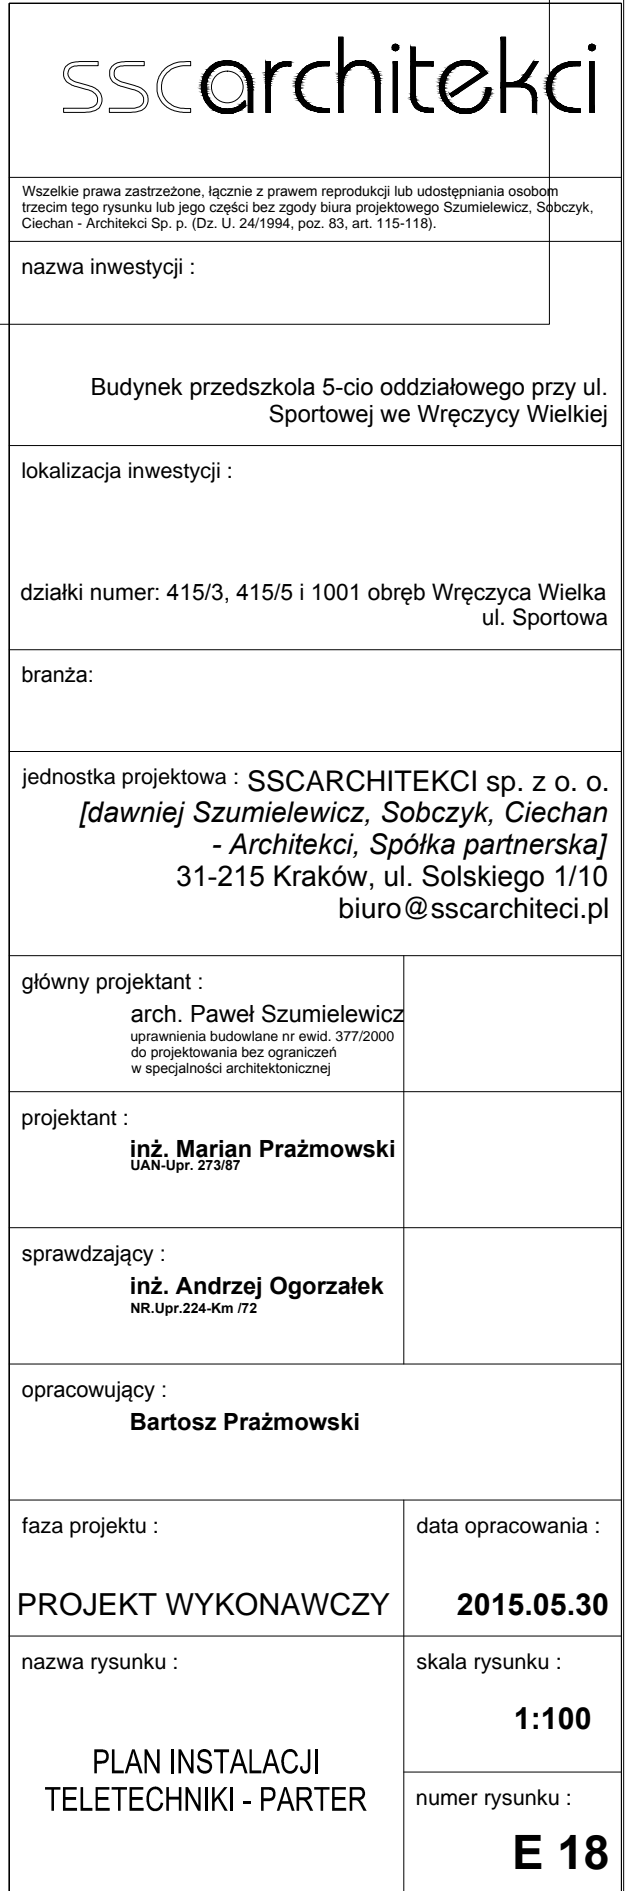 sscarchitekci
Wszelkie prawa zastrzeżone, łącznie z prawem reprodukcji lub udostępniania osobom
trzecim tego rysunku lub jego części bez zgody biura projektowego Szumielewicz, Sobczyk,
Ciechan - Architekci Sp. p. (Dz. U. 24/1994, poz. 83, art. 115-118).
nazwa inwestycji :
Budynek przedszkola 5-cio oddziałowego przy ul.
Sportowej we Wręczycy Wielkiej
lokalizacja inwestycji :
działki numer: 415/3, 415/5 i 1001 obręb Wręczyca Wielka
ul. Sportowa
branża:
jednostka projektowa : SSCARCHITEKCI sp. z o. o.
[dawniej Szumielewicz, Sobczyk, Ciechan
- Architekci, Spółka partnerska]
31-215 Kraków, ul. Solskiego 1/10
biuro@sscarchiteci.pl
główny projektant :
arch. Paweł Szumielewicz
uprawnienia budowlane nr ewid. 377/2000
do projektowania bez ograniczeń
w specjalności architektonicznej
projektant :
inż. Marian Prażmowski
UAN-Upr. 273/87
sprawdzający :
inż. Andrzej Ogorzałek
NR.Upr.224-Km /72
opracowujący :
Bartosz Prażmowski
faza projektu :
PROJEKT WYKONAWCZY
data opracowania :
2015.05.30
nazwa rysunku :
PLAN INSTALACJI
TELETECHNIKI - PARTER
skala rysunku :
1:100
numer rysunku :
E 18